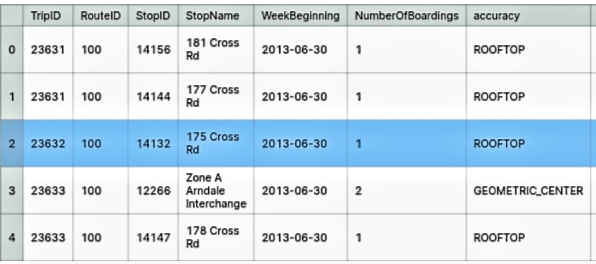 TripID RouteID StopID StopName WeekBeginning NumberOfBoardings accuracy
0 23631 100 14156 181 Cross Rd 2013-06-30 1 ROOFTOP
1 23631 100 14144 177 Cross Rd 2013-06-30 1 ROOFTOP
2 23632 100 14132 175 Cross Rd 2013-06-30 1 ROOFTOP
3 23633 100 12266 Zone A Arndale Interchange 2013-06-30 2 GEOMETRIC_CENTER
4 23633 100 14147 178 Cross Rd 2013-06-30 1 ROOFTOP